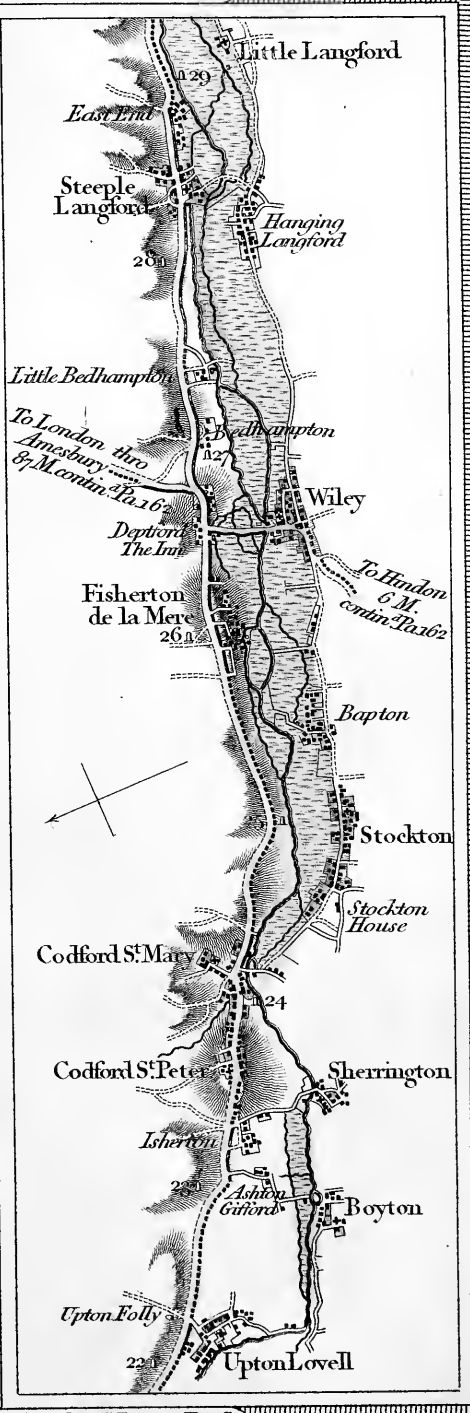 Little Langford
29
East End
Steeple
Langford
Hanging
Langford
28
Little Bedhampton
Bedhampton
To London thro
Amesbury
87 M. contin.d Pa. 162
27
Wiley
Deptford
The Inn
To Hindon
6 M.
contin.d Pa. 162
Fisherton
de la Mere
26
Bapton
25
Stockton
Stockton
House
Codford St. Mary
24
Codford St. Peter
Sherrington
Isherton
23
Ashton
Gifford
Boyton
Upton Folly
22
Upton Lovell